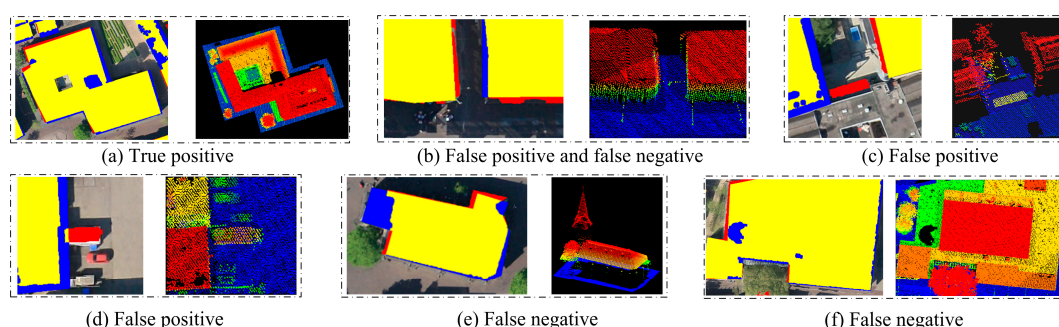 (a) True positive
(b) False positive and false negative
(c) False positive
(d) False positive
(e) False negative
(f) False negative